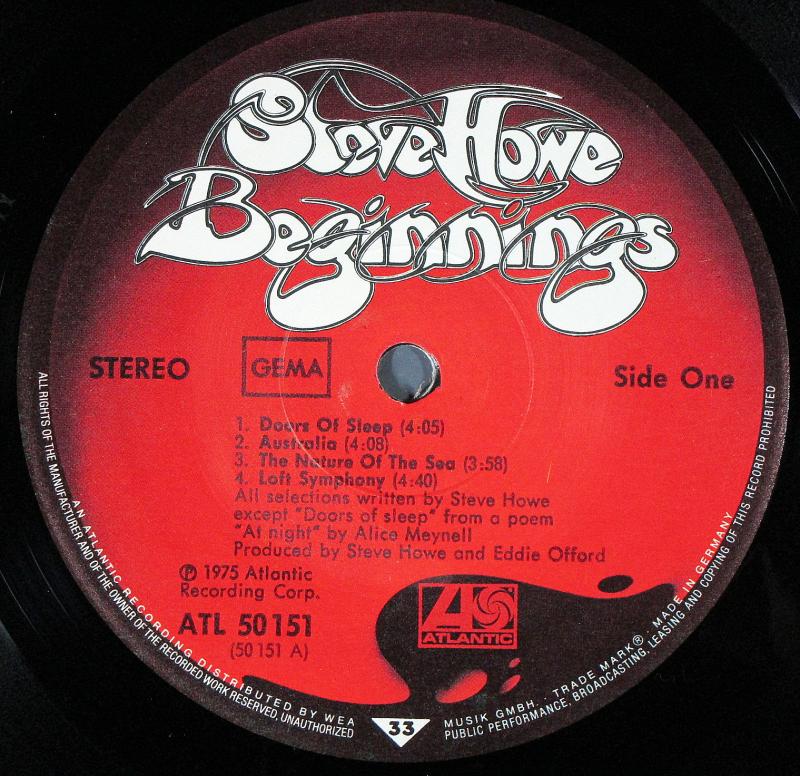 Steve Howe
Beginnings
STEREO
GEMA
Side One
1. Doors Of Sleep (4:05)
2. Australia (4:08)
3. The Nature Of The Sea (3:58)
4. Loft Symphony (4:40)
All selections written by Steve Howe
except "Doors of sleep" from a poem
"At night" by Alice Meynell
Produced by Steve Howe and Eddie Offord
℗ 1975 Atlantic
Recording Corp.
ATL 50 151
(50 151 A)
ATLANTIC
33
AN ATLANTIC RECORDING DISTRIBUTED BY WEA MUSIK GMBH. · TRADE MARK® MADE IN GERMANY
ALL RIGHTS OF THE MANUFACTURER AND OF THE OWNER OF THE RECORDED WORK RESERVED, UNAUTHORIZED PUBLIC PERFORMANCE, BROADCASTING, LEASING AND COPYING OF THIS RECORD PROHIBITED